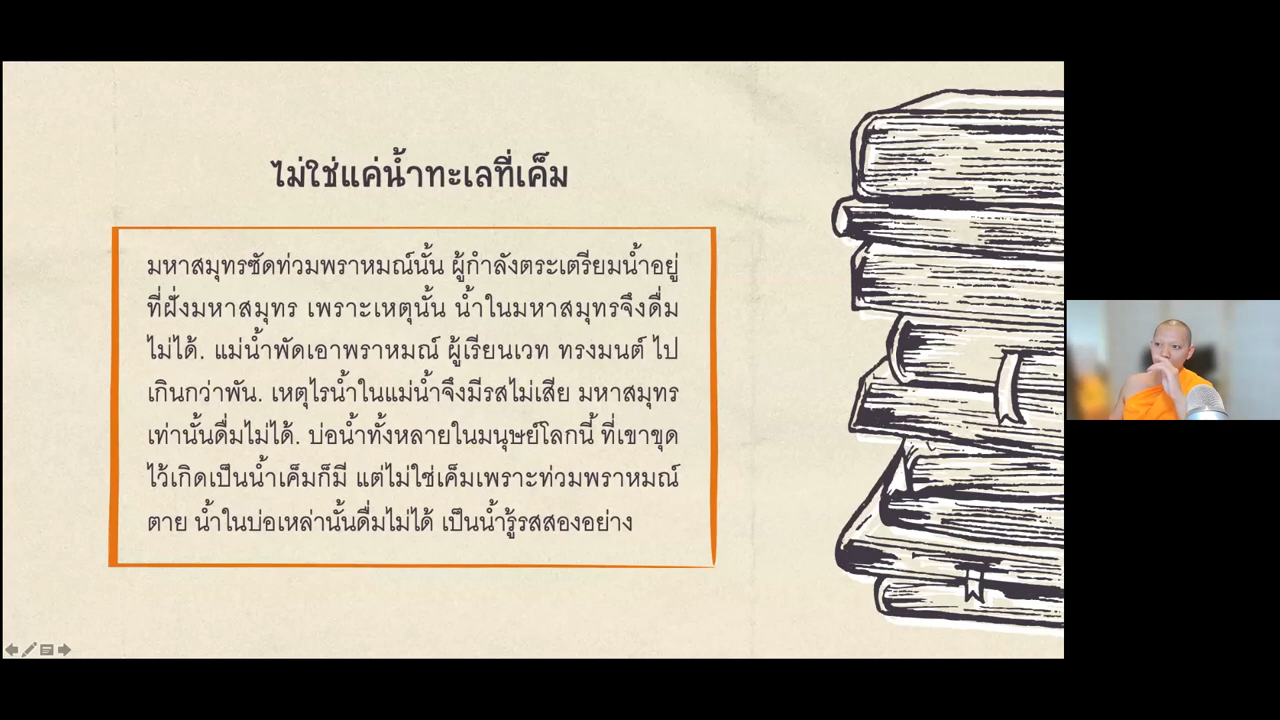 ไม่ใช่แค่น้ำทะเลที่เค็ม
มหาสมุทรซัดท่วมพราหมณ์นั้น ผู้กำลังตระเตรียมน้ำอยู่
ที่ฝั่งมหาสมุทร เพราะเหตุนั้น น้ำในมหาสมุทรจึงดื่ม
ไม่ได้. แม่น้ำพัดเอาพราหมณ์ ผู้เรียนเวท ทรงมนต์ ไป
เกินกว่าพัน. เหตุไรน้ำในแม่น้ำจึงมีรสไม่เสีย มหาสมุทร
เท่านั้นดื่มไม่ได้. บ่อน้ำทั้งหลายในมนุษย์โลกนี้ ที่เขาขุด
ไว้เกิดเป็นน้ำเค็มก็มี แต่ไม่ใช่เค็มเพราะท่วมพราหมณ์
ตาย น้ำในบ่อเหล่านั้นดื่มไม่ได้ เป็นน้ำรู้รสสองอย่าง